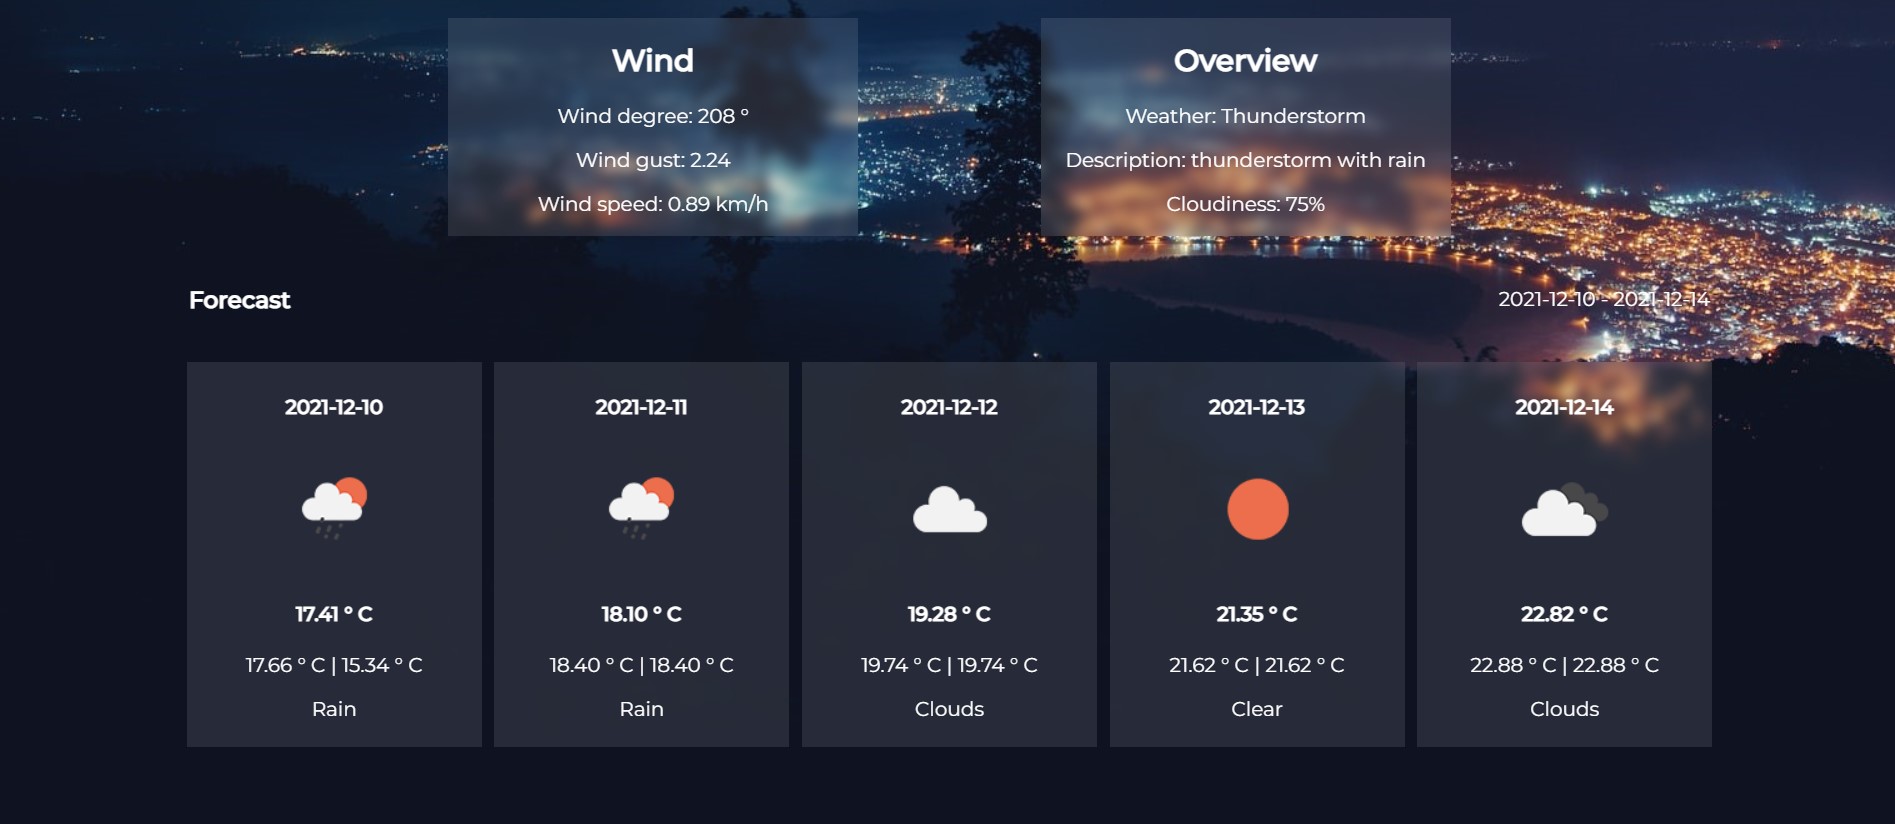 Wind
Wind degree: 208 °
Wind gust: 2.24
Wind speed: 0.89 km/h
Overview
Weather: Thunderstorm
Description: thunderstorm with rain
Cloudiness: 75%
Forecast
2021-12-10 - 2021-12-14
2021-12-10
17.41 ° C
17.66 ° C | 15.34 ° C
Rain
2021-12-11
18.10 ° C
18.40 ° C | 18.40 ° C
Rain
2021-12-12
19.28 ° C
19.74 ° C | 19.74 ° C
Clouds
2021-12-13
21.35 ° C
21.62 ° C | 21.62 ° C
Clear
2021-12-14
22.82 ° C
22.88 ° C | 22.88 ° C
Clouds